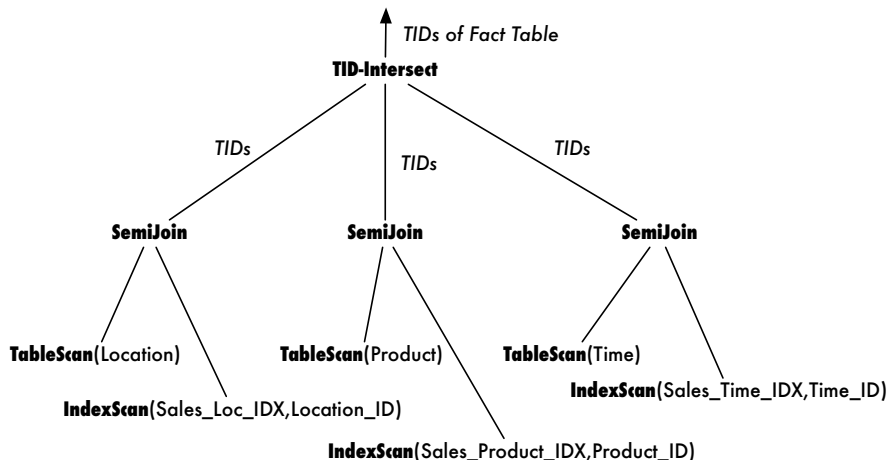 TIDs of Fact Table
TID-Intersect
TIDs
TIDs
TIDs
SemiJoin
SemiJoin
SemiJoin
TableScan(Location)
TableScan(Product)
TableScan(Time)
IndexScan(Sales_Loc_IDX,Location_ID)
IndexScan(Sales_Time_IDX,Time_ID)
IndexScan(Sales_Product_IDX,Product_ID)